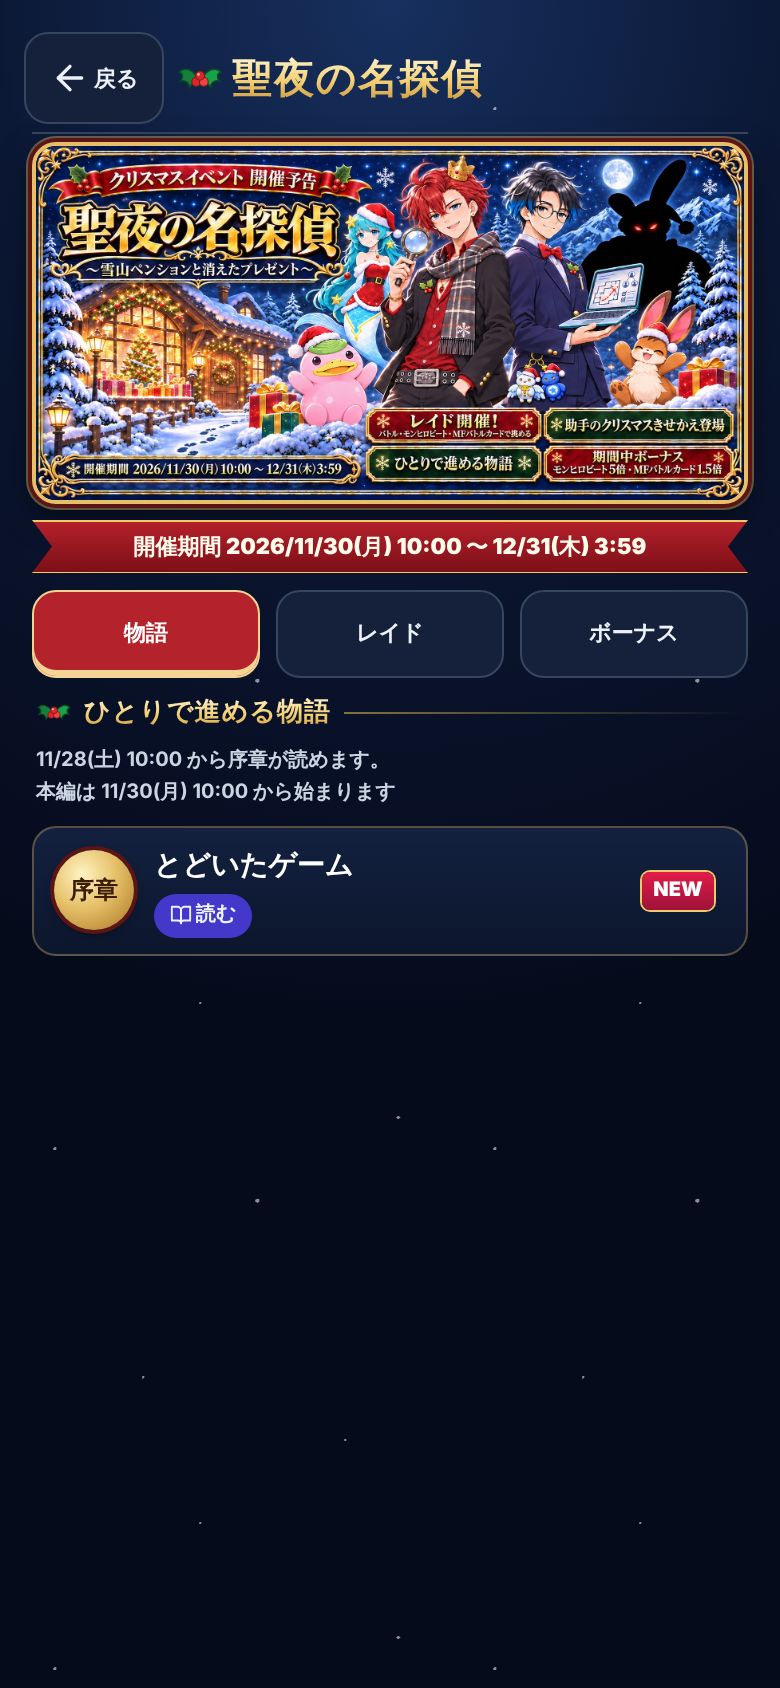 戻る
聖夜の名探偵
クリスマスイベント 開催予告
聖夜の名探偵
～雪山ペンションと消えたプレゼント～
レイド開催！
バトル・モンヒロビート・MFバトルカードで挑める
助手のクリスマスきせかえ登場
ひとりで進める物語
期間中ボーナス
モンヒロビート5倍・MFバトルカード1.5倍
開催期間 2026/11/30(月) 10:00 ～ 12/31(木) 3:59
開催期間 2026/11/30(月) 10:00 ～ 12/31(木) 3:59
物語
レイド
ボーナス
ひとりで進める物語
11/28(土) 10:00 から序章が読めます。
本編は 11/30(月) 10:00 から始まります
序章
とどいたゲーム
読む
NEW